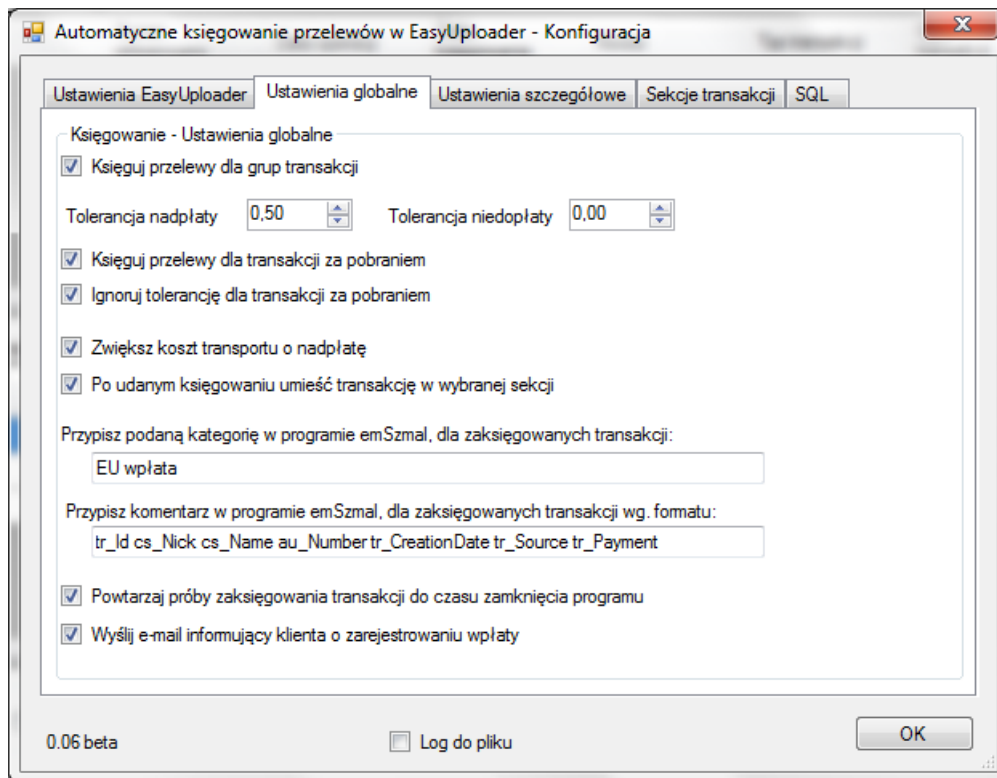 Automatyczne księgowanie przelewów w EasyUploader - Konfiguracja
Ustawienia EasyUploader Ustawienia globalne Ustawienia szczegółowe Sekcje transakcji SQL
Księgowanie - Ustawienia globalne
Księguj przelewy dla grup transakcji
Tolerancja nadpłaty 0,50 Tolerancja niedopłaty 0,00
Księguj przelewy dla transakcji za pobraniem
Ignoruj tolerancję dla transakcji za pobraniem
Zwiększ koszt transportu o nadpłatę
Po udanym księgowaniu umieść transakcję w wybranej sekcji
Przypisz podaną kategorię w programie emSzmal, dla zaksięgowanych transakcji:
EU wpłata
Przypisz komentarz w programie emSzmal, dla zaksięgowanych transakcji wg. formatu:
tr_Id cs_Nick cs_Name au_Number tr_CreationDate tr_Source tr_Payment
Powtarzaj próby zaksięgowania transakcji do czasu zamknięcia programu
Wyślij e-mail informujący klienta o zarejestrowaniu wpłaty
0.06 beta Log do pliku OK